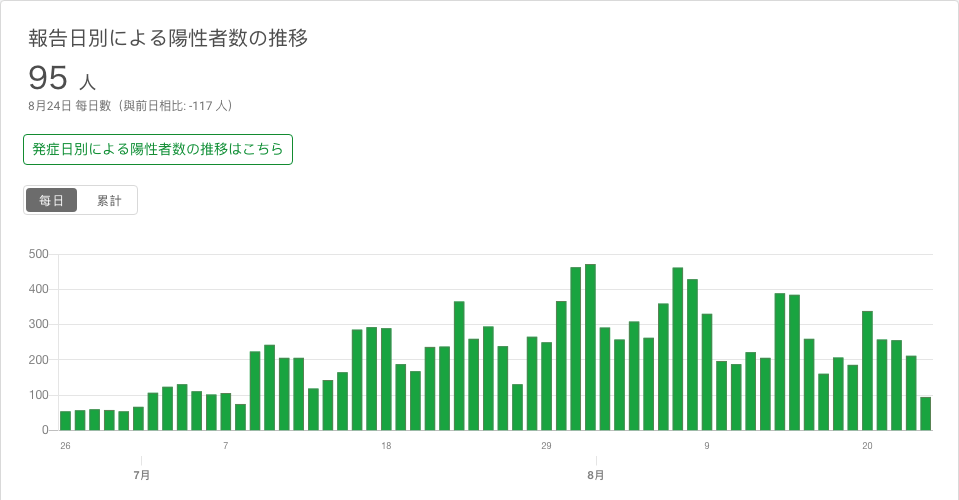 報告日別による陽性者数の推移
95 人
8月24日 每日數（與前日相比: -117 人）
発症日別による陽性者数の推移はこちら
每日 累計
500
400
300
200
100
0
26 7 18 29 9 20
7月 8月